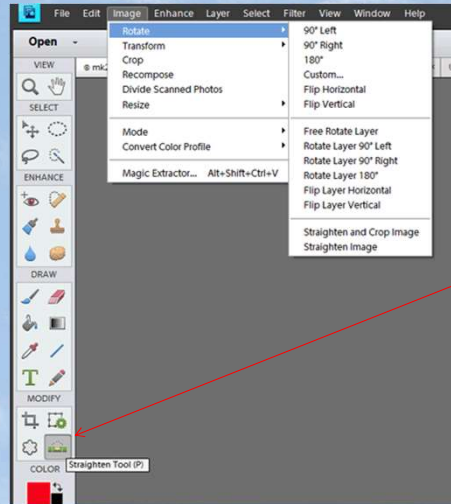 File Edit Image Enhance Layer Select Filter View Window Help
Open
VIEW
SELECT
ENHANCE
DRAW
T
MODIFY
Straighten Tool (P)
COLOR
Rotate
Transform
Crop
Recompose
Divide Scanned Photos
Resize
Mode
Convert Color Profile
Magic Extractor... Alt+Shift+Ctrl+V
90° Left
90° Right
180°
Custom...
Flip Horizontal
Flip Vertical
Free Rotate Layer
Rotate Layer 90° Left
Rotate Layer 90° Right
Rotate Layer 180°
Flip Layer Horizontal
Flip Layer Vertical
Straighten and Crop Image
Straighten Image